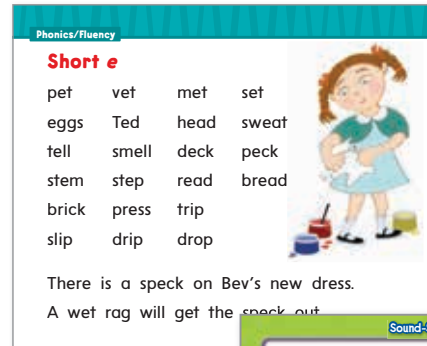 Phonics/Fluency
Short e
pet vet met set
eggs Ted head sweat
tell smell deck peck
stem step read bread
brick press trip
slip drip drop
There is a speck on Bev's new dress.
A wet rag will get the speck out
Sound-S